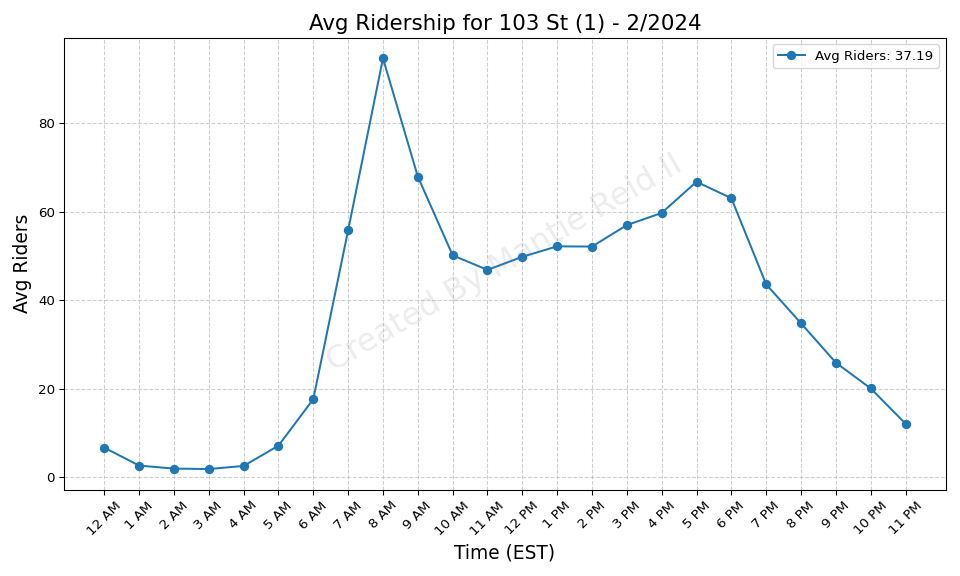 Avg Ridership for 103 St (1) - 2/2024
Avg Riders: 37.19
Avg Riders
80
60
40
20
0
Created By Mantie Reid II
12 AM
1 AM
2 AM
3 AM
4 AM
5 AM
6 AM
7 AM
8 AM
9 AM
10 AM
11 AM
12 PM
1 PM
2 PM
3 PM
4 PM
5 PM
6 PM
7 PM
8 PM
9 PM
10 PM
11 PM
Time (EST)